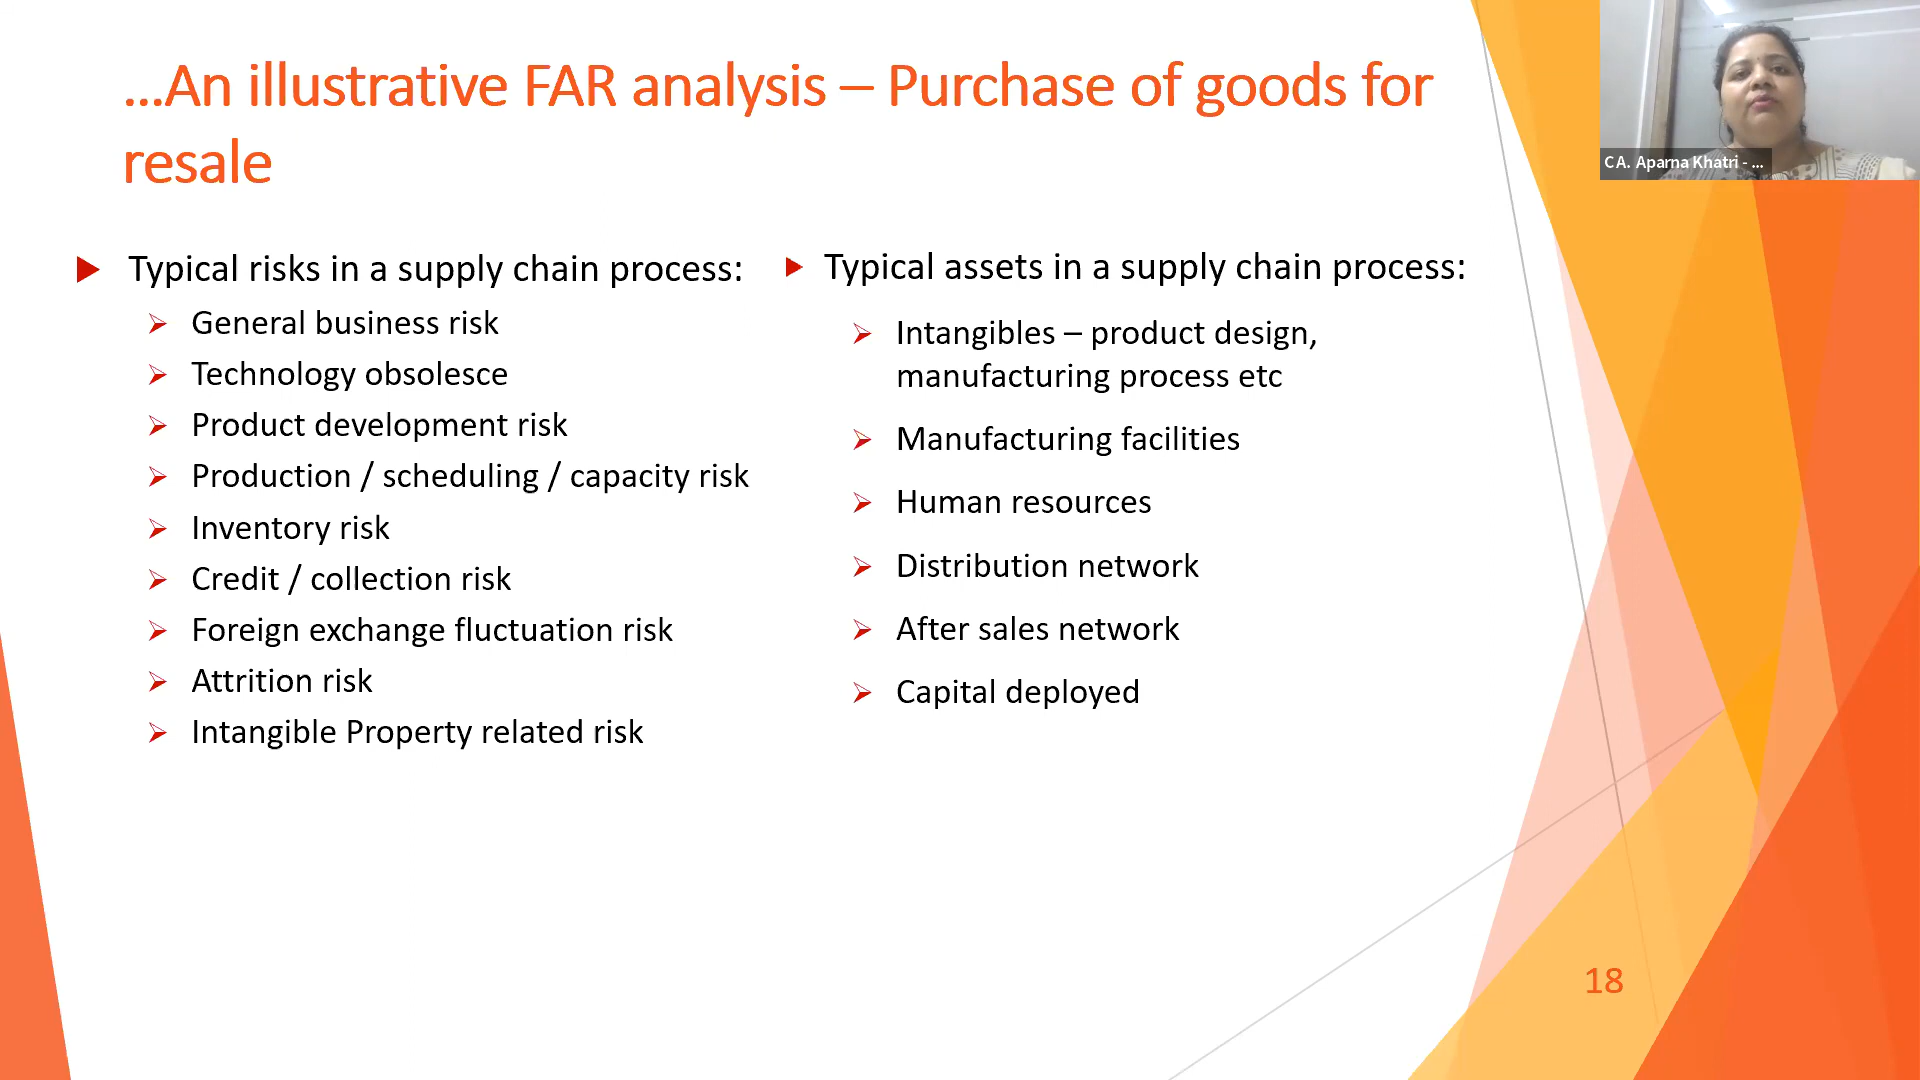 ...An illustrative FAR analysis – Purchase of goods for
resale
Typical risks in a supply chain process:
General business risk
Technology obsolesce
Product development risk
Production / scheduling / capacity risk
Inventory risk
Credit / collection risk
Foreign exchange fluctuation risk
Attrition risk
Intangible Property related risk
Typical assets in a supply chain process:
Intangibles – product design,
manufacturing process etc
Manufacturing facilities
Human resources
Distribution network
After sales network
Capital deployed
CA. Aparna Khatri - ...
18